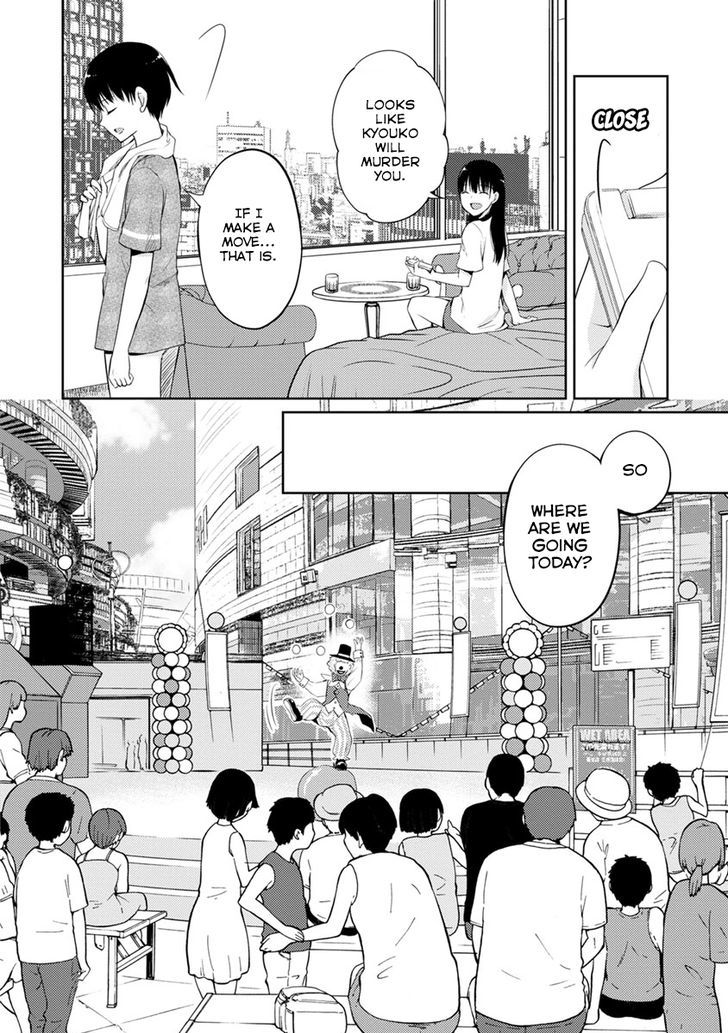 CLOSE
LOOKS
LIKE
KYOUKO
WILL
MURDER
YOU.
IF I
MAKE A
MOVE...
THAT IS.
SO
WHERE
ARE WE
GOING
TODAY?
WET AREA